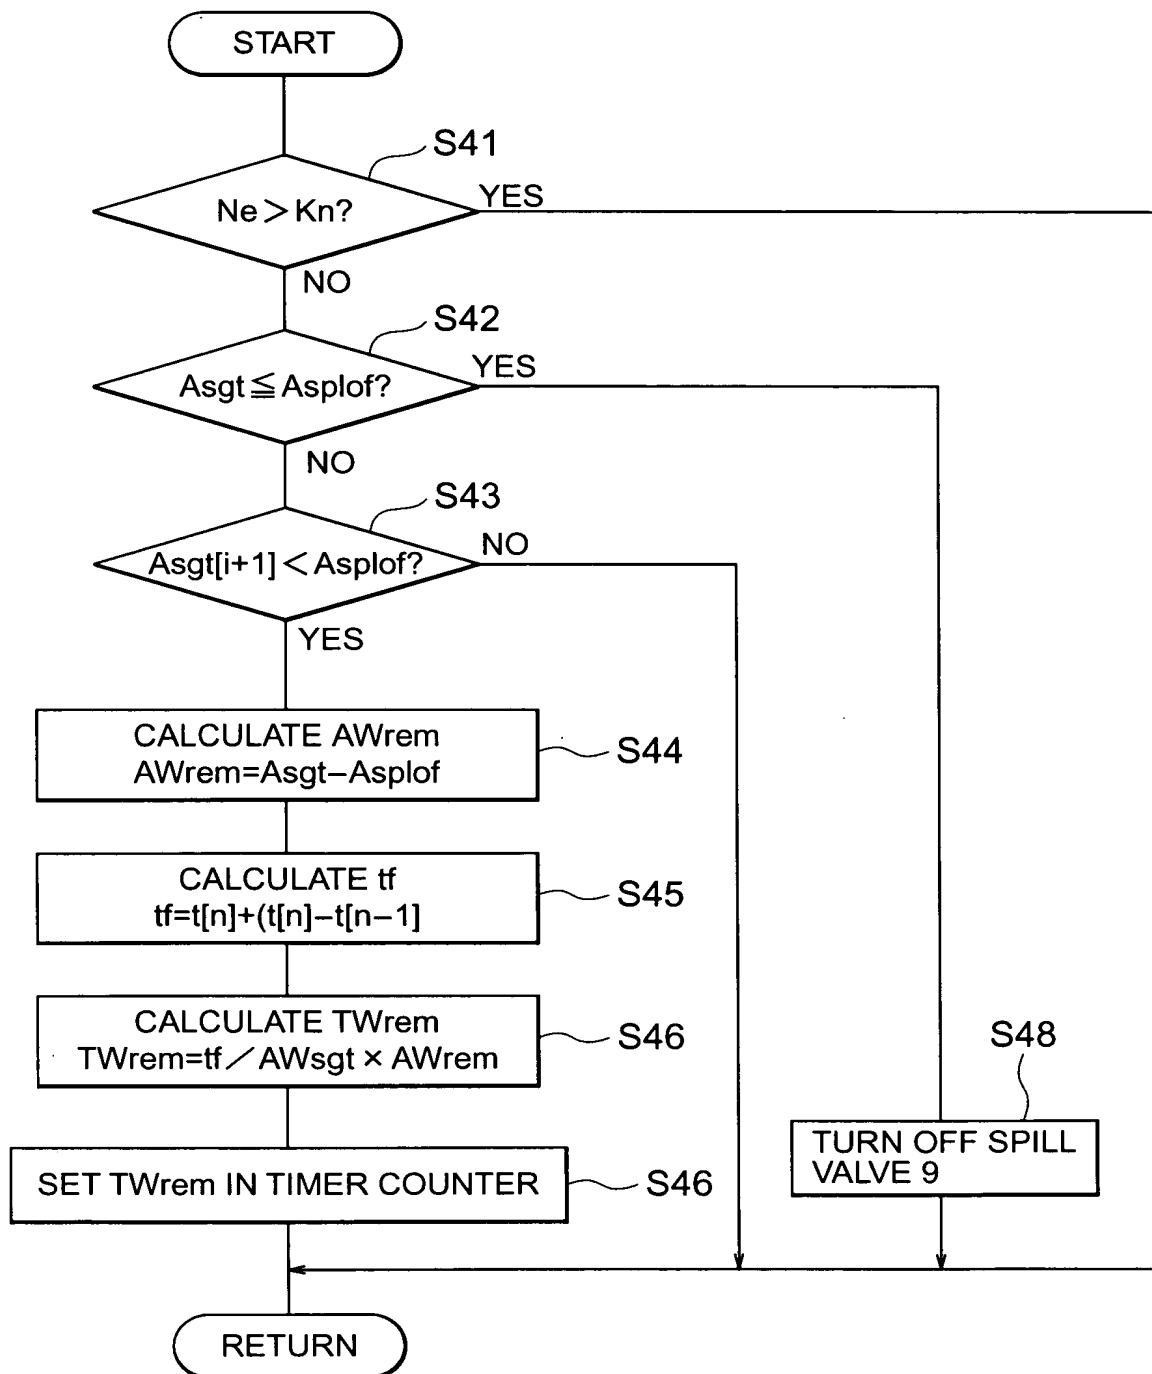 START
S41
Ne > Kn?
YES
NO
S42
Asgt ≦ Asplof?
YES
NO
S43
Asgt[i+1] < Asplof?
NO
YES
CALCULATE AWrem
AWrem=Asgt–Asplof
S44
CALCULATE tf
tf=t[n]+(t[n]–t[n–1]
S45
CALCULATE TWrem
TWrem=tf／AWsgt × AWrem
S46
S48
TURN OFF SPILL
VALVE 9
SET TWrem IN TIMER COUNTER
S46
RETURN